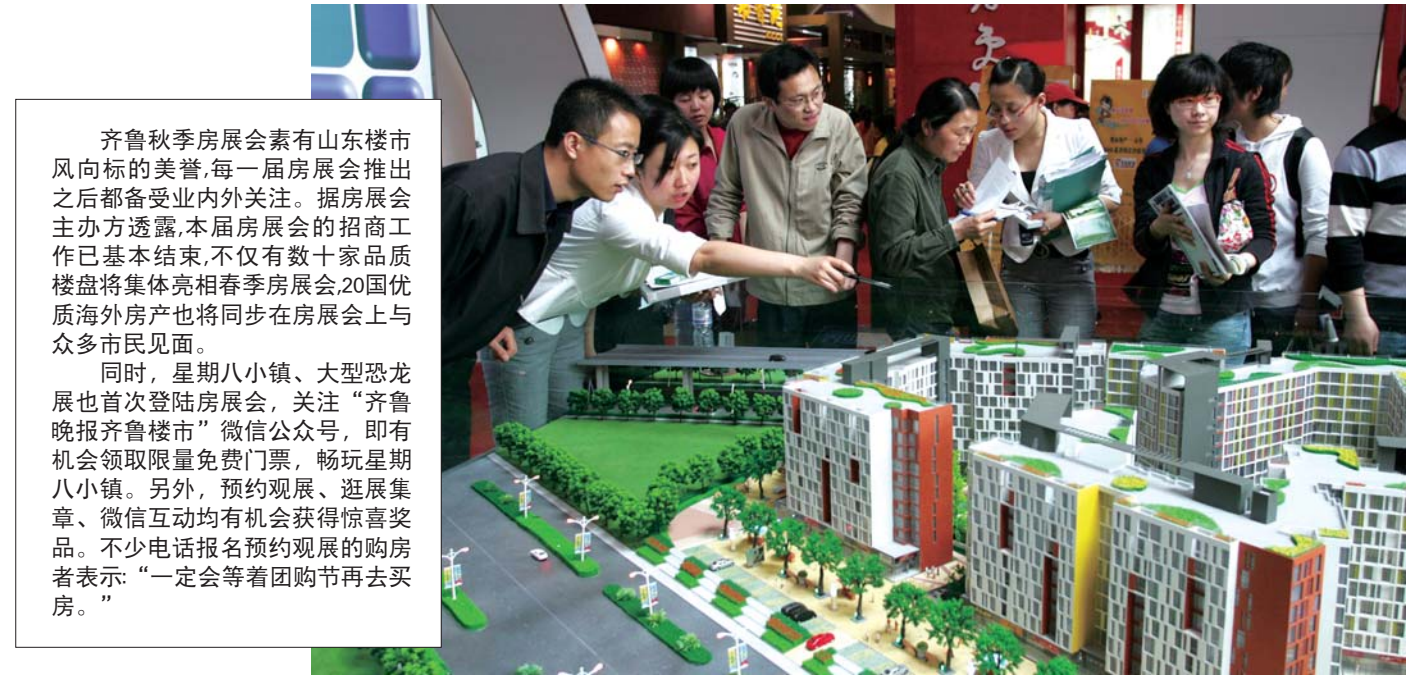 齐鲁秋季房展会素有山东楼市
风向标的美誉,每一届房展会推出
之后都备受业内外关注。据房展会
主办方透露,本届房展会的招商工
作已基本结束,不仅有数十家品质
楼盘将集体亮相春季房展会,20国优
质海外房产也将同步在房展会上与
众多市民见面。
同时，星期八小镇、大型恐龙
展也首次登陆房展会，关注“齐鲁
晚报齐鲁楼市”微信公众号，即有
机会领取限量免费门票，畅玩星期
八小镇。另外，预约观展、逛展集
章、微信互动均有机会获得惊喜奖
品。不少电话报名预约观展的购房
者表示:“一定会等着团购节再去买
房。”